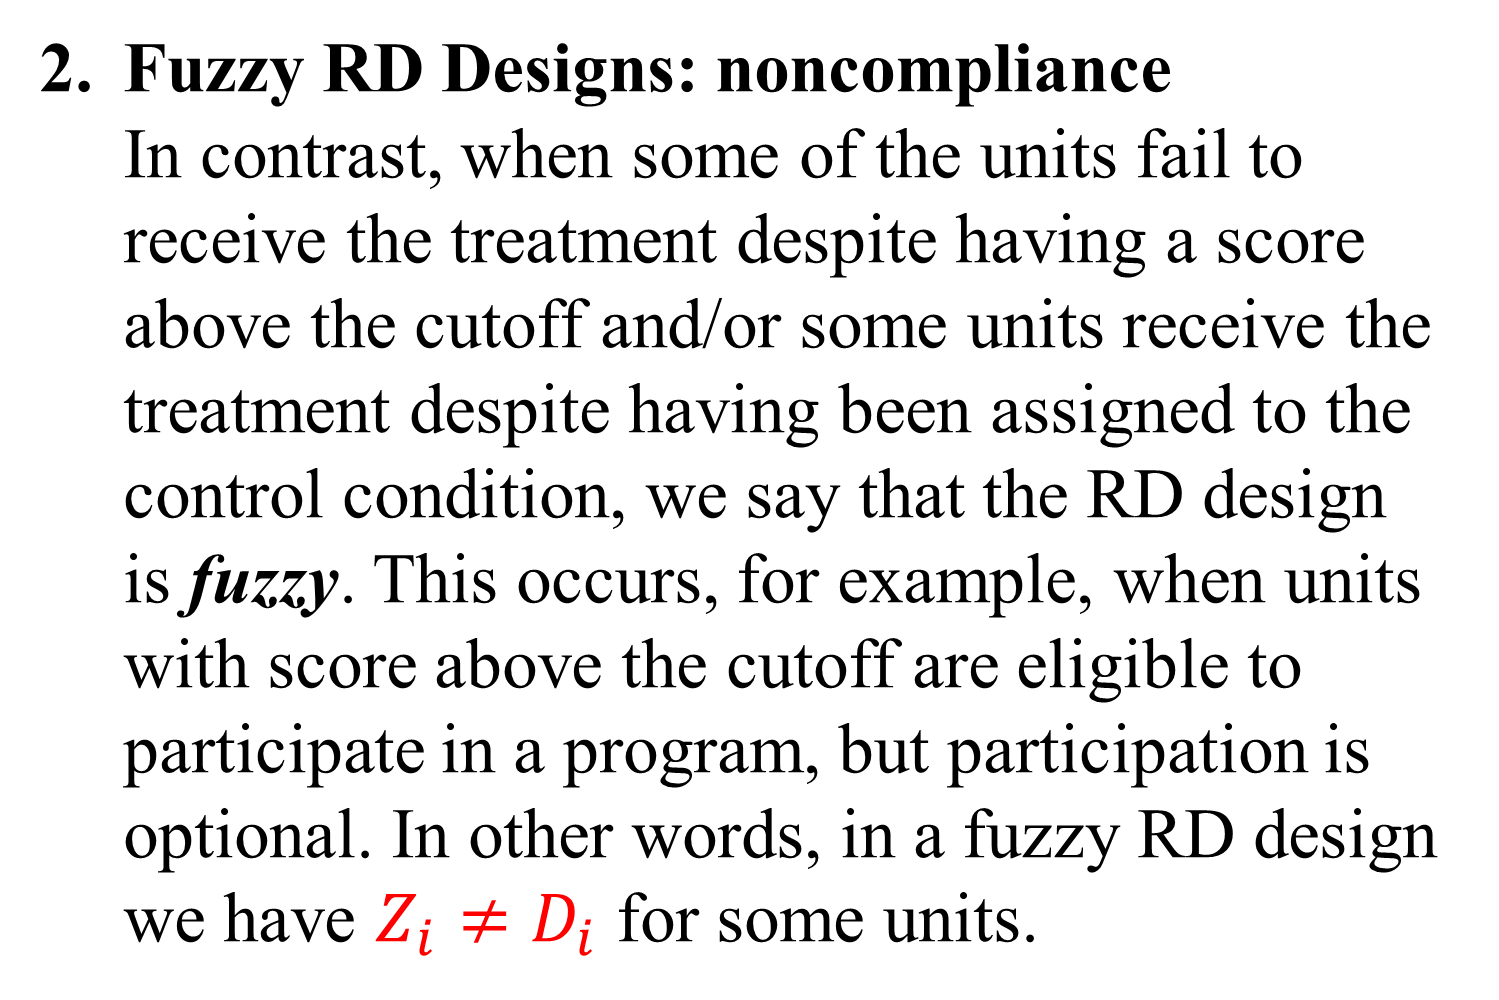 2. Fuzzy RD Designs: noncompliance
In contrast, when some of the units fail to
receive the treatment despite having a score
above the cutoff and/or some units receive the
treatment despite having been assigned to the
control condition, we say that the RD design
is fuzzy. This occurs, for example, when units
with score above the cutoff are eligible to
participate in a program, but participation is
optional. In other words, in a fuzzy RD design
we have Zᵢ ≠ Dᵢ for some units.